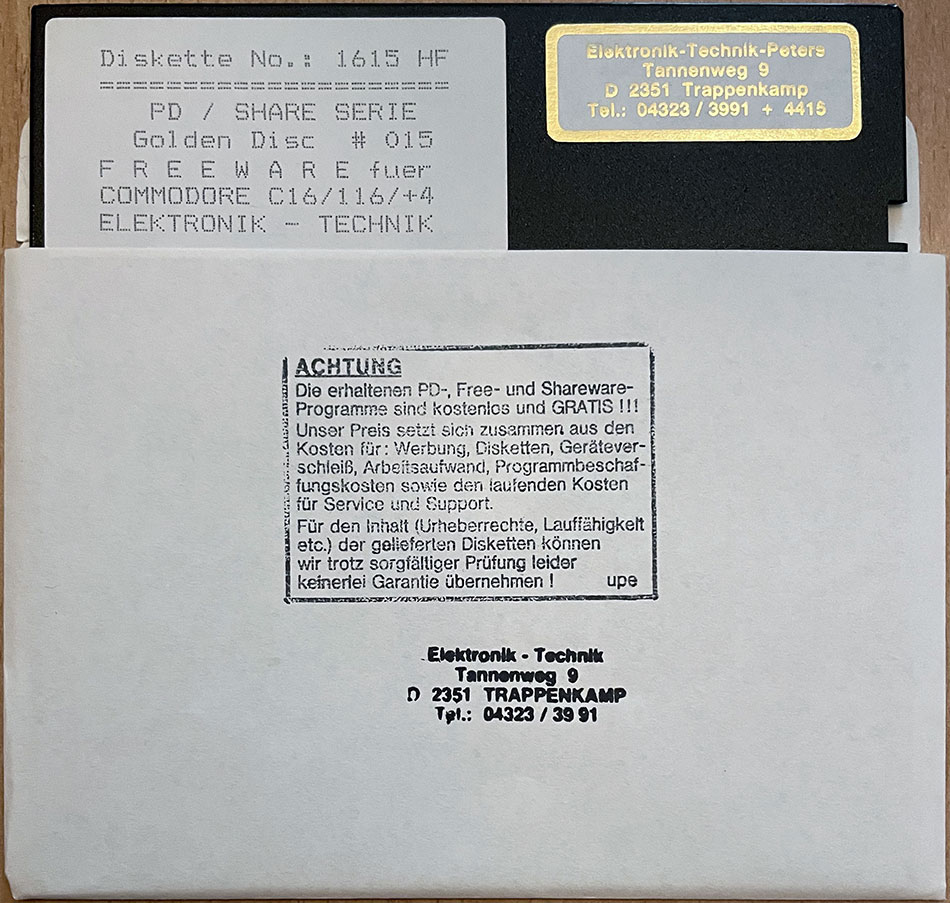 Diskette No.: 1615 HF
=====================
PD / SHARE SERIE
Golden Disc # 015
F R E E W A R E fuer
COMMODORE C16/116/+4
ELEKTRONIK - TECHNIK
Elektronik-Technik-Peters
Tannenweg 9
D 2351 Trappenkamp
Tel.: 04323 / 3991 + 4415
ACHTUNG
Die erhaltenen PD-, Free- und Shareware-
Programme sind kostenlos und GRATIS !!!
Unser Preis setzt sich zusammen aus den
Kosten für: Werbung, Disketten, Gerätever-
schleiß, Arbeitsaufwand, Programmbeschaf-
fungskosten sowie den laufenden Kosten
für Service und Support.
Für den Inhalt (Urheberrechte, Lauffähigkeit
etc.) der gelieferten Disketten können
wir trotz sorgfältiger Prüfung leider
keinerlei Garantie übernehmen ! upe
Elektronik - Technik
Tannenweg 9
D 2351 TRAPPENKAMP
Tel.: 04323 / 39 91